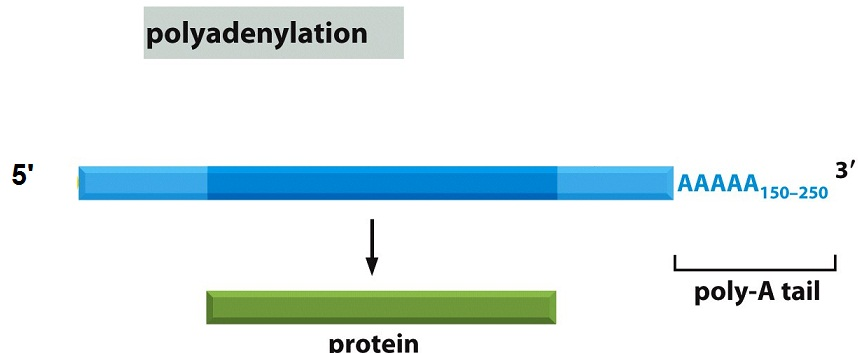 polyadenylation
5'
AAAAA150–250 3′
poly-A tail
protein